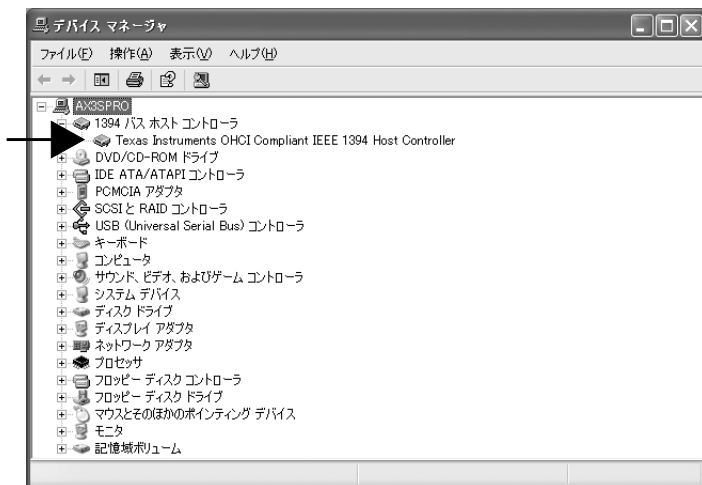 デバイス マネージャ
ファイル(F) 操作(A) 表示(V) ヘルプ(H)
AX3SPRO
1394 バス ホスト コントローラ
Texas Instruments OHCI Compliant IEEE 1394 Host Controller
DVD/CD-ROM ドライブ
IDE ATA/ATAPI コントローラ
PCMCIA アダプタ
SCSI と RAID コントローラ
USB (Universal Serial Bus) コントローラ
キーボード
コンピュータ
サウンド、ビデオ、およびゲーム コントローラ
システム デバイス
ディスク ドライブ
ディスプレイ アダプタ
ネットワーク アダプタ
プロセッサ
フロッピー ディスク コントローラ
フロッピー ディスク ドライブ
マウスとそのほかのポインティング デバイス
モニタ
記憶域ボリューム